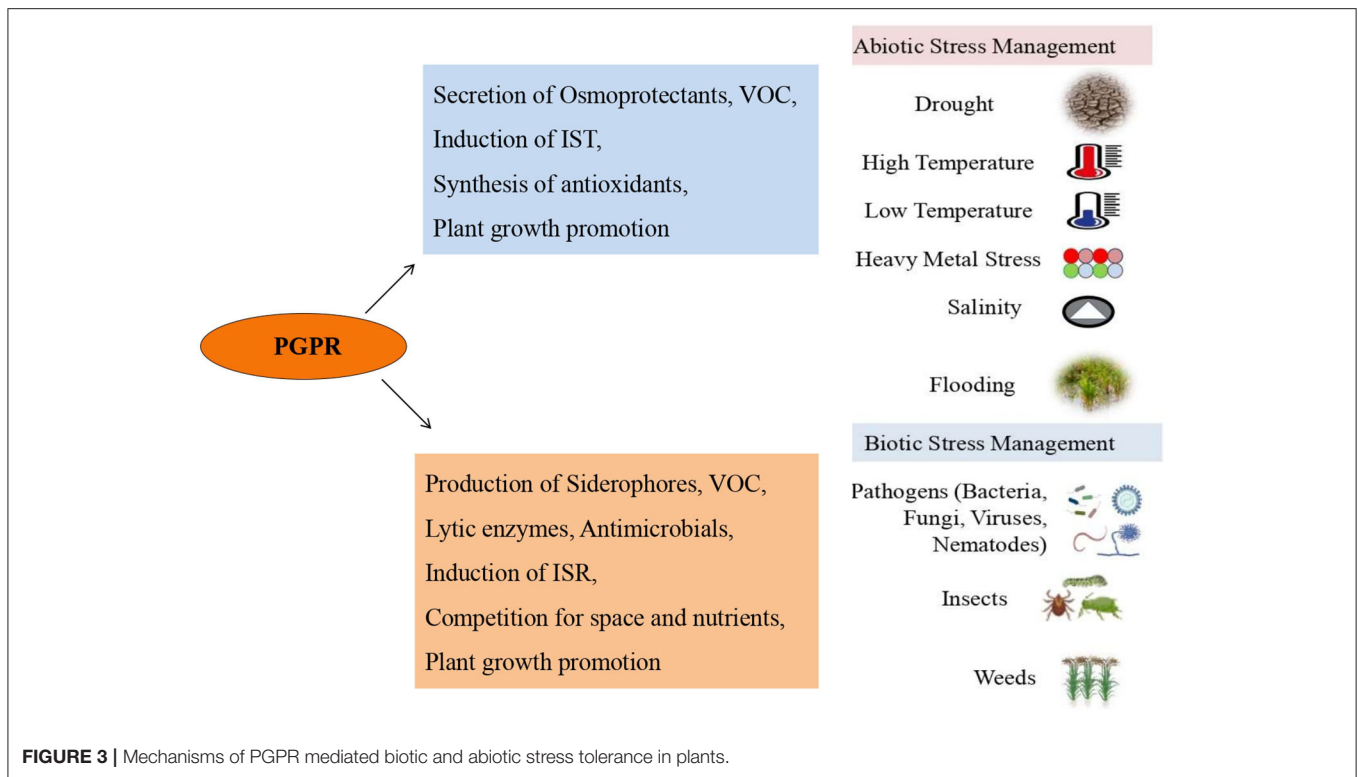 Secretion of Osmoprotectants, VOC,
Induction of IST,
Synthesis of antioxidants,
Plant growth promotion
PGPR
Production of Siderophores, VOC,
Lytic enzymes, Antimicrobials,
Induction of ISR,
Competition for space and nutrients,
Plant growth promotion
Abiotic Stress Management
Drought
High Temperature
Low Temperature
Heavy Metal Stress
Salinity
Flooding
Biotic Stress Management
Pathogens (Bacteria,
Fungi, Viruses,
Nematodes)
Insects
Weeds
FIGURE 3 | Mechanisms of PGPR mediated biotic and abiotic stress tolerance in plants.